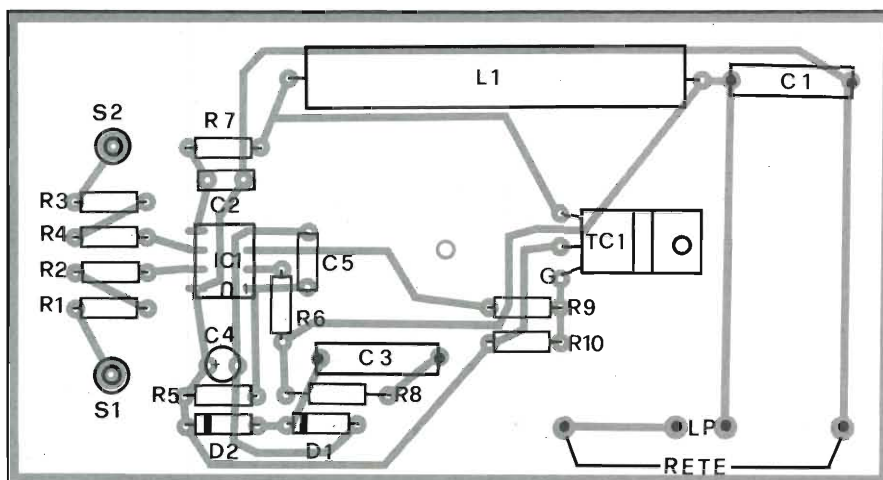 L1
C1
S2
R7
R3
C2
R4
TC1
IC1
C5
R2
G
R1
R9
R6
C4
R10
C3
S1
R5
R8
LP
D2
D1
RETE